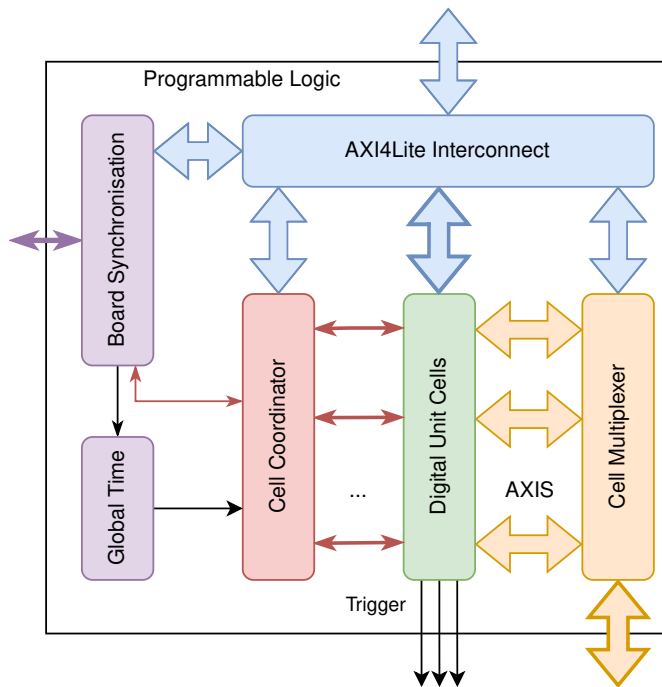 Programmable Logic
AXI4Lite Interconnect
Board Synchronisation
Global Time
Cell Coordinator
...
Digital Unit Cells
AXIS
Cell Multiplexer
Trigger